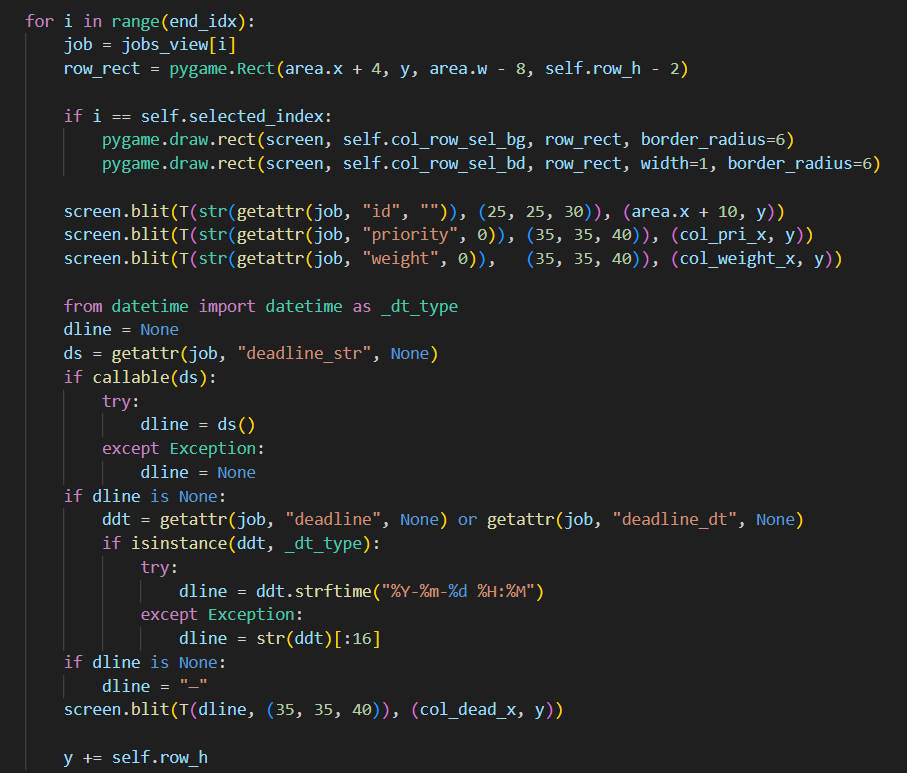 for i in range(end_idx):
    job = jobs_view[i]
    row_rect = pygame.Rect(area.x + 4, y, area.w - 8, self.row_h - 2)

    if i == self.selected_index:
        pygame.draw.rect(screen, self.col_row_sel_bg, row_rect, border_radius=6)
        pygame.draw.rect(screen, self.col_row_sel_bd, row_rect, width=1, border_radius=6)

    screen.blit(T(str(getattr(job, "id", "")), (25, 25, 30)), (area.x + 10, y))
    screen.blit(T(str(getattr(job, "priority", 0)), (35, 35, 40)), (col_pri_x, y))
    screen.blit(T(str(getattr(job, "weight", 0)),   (35, 35, 40)), (col_weight_x, y))

    from datetime import datetime as _dt_type
    dline = None
    ds = getattr(job, "deadline_str", None)
    if callable(ds):
        try:
            dline = ds()
        except Exception:
            dline = None
    if dline is None:
        ddt = getattr(job, "deadline", None) or getattr(job, "deadline_dt", None)
        if isinstance(ddt, _dt_type):
            try:
                dline = ddt.strftime("%Y-%m-%d %H:%M")
            except Exception:
                dline = str(ddt)[:16]
    if dline is None:
        dline = "—"
    screen.blit(T(dline, (35, 35, 40)), (col_dead_x, y))

    y += self.row_h